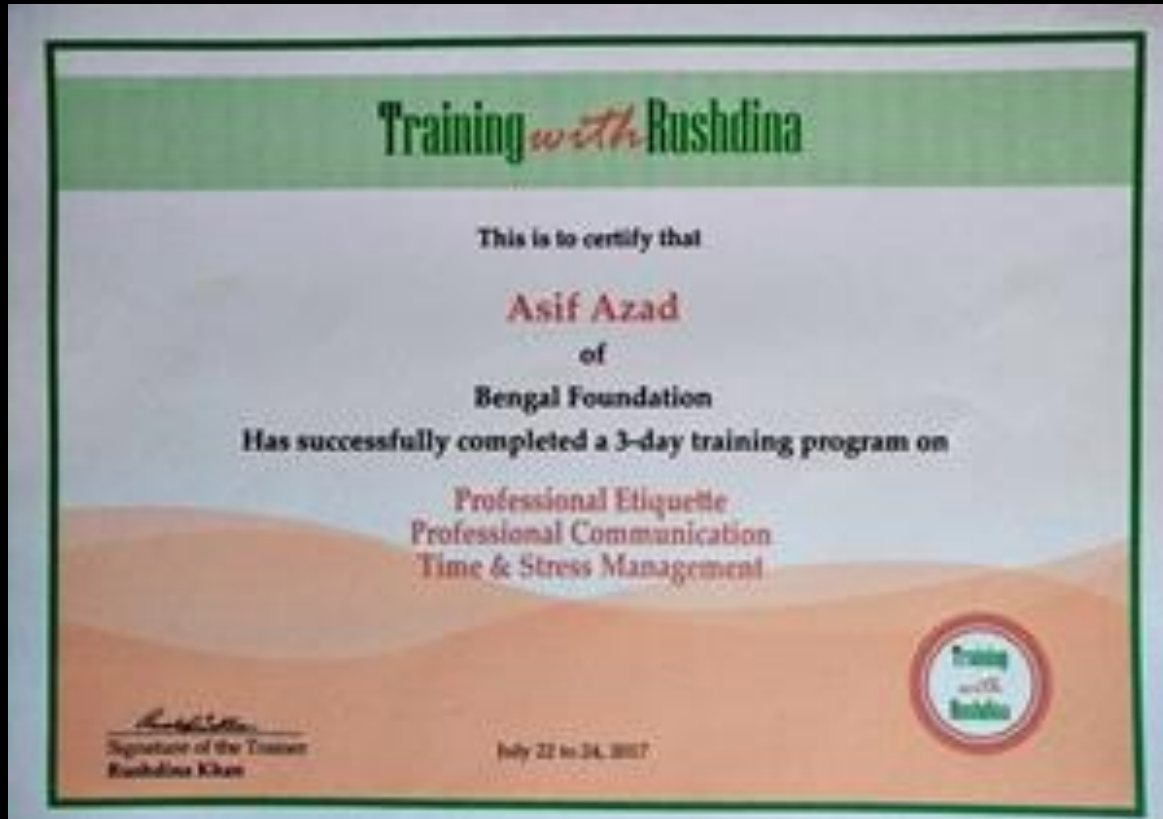 Training with Rushdina
This is to certify that
Asif Azad
of
Bengal Foundation
Has successfully completed a 3-day training program on
Professional Etiquette
Professional Communication
Time & Stress Management
Training
with
Rushdina
Signature of the Trainer
Rushdina Khan
July 22 to 24, 2017